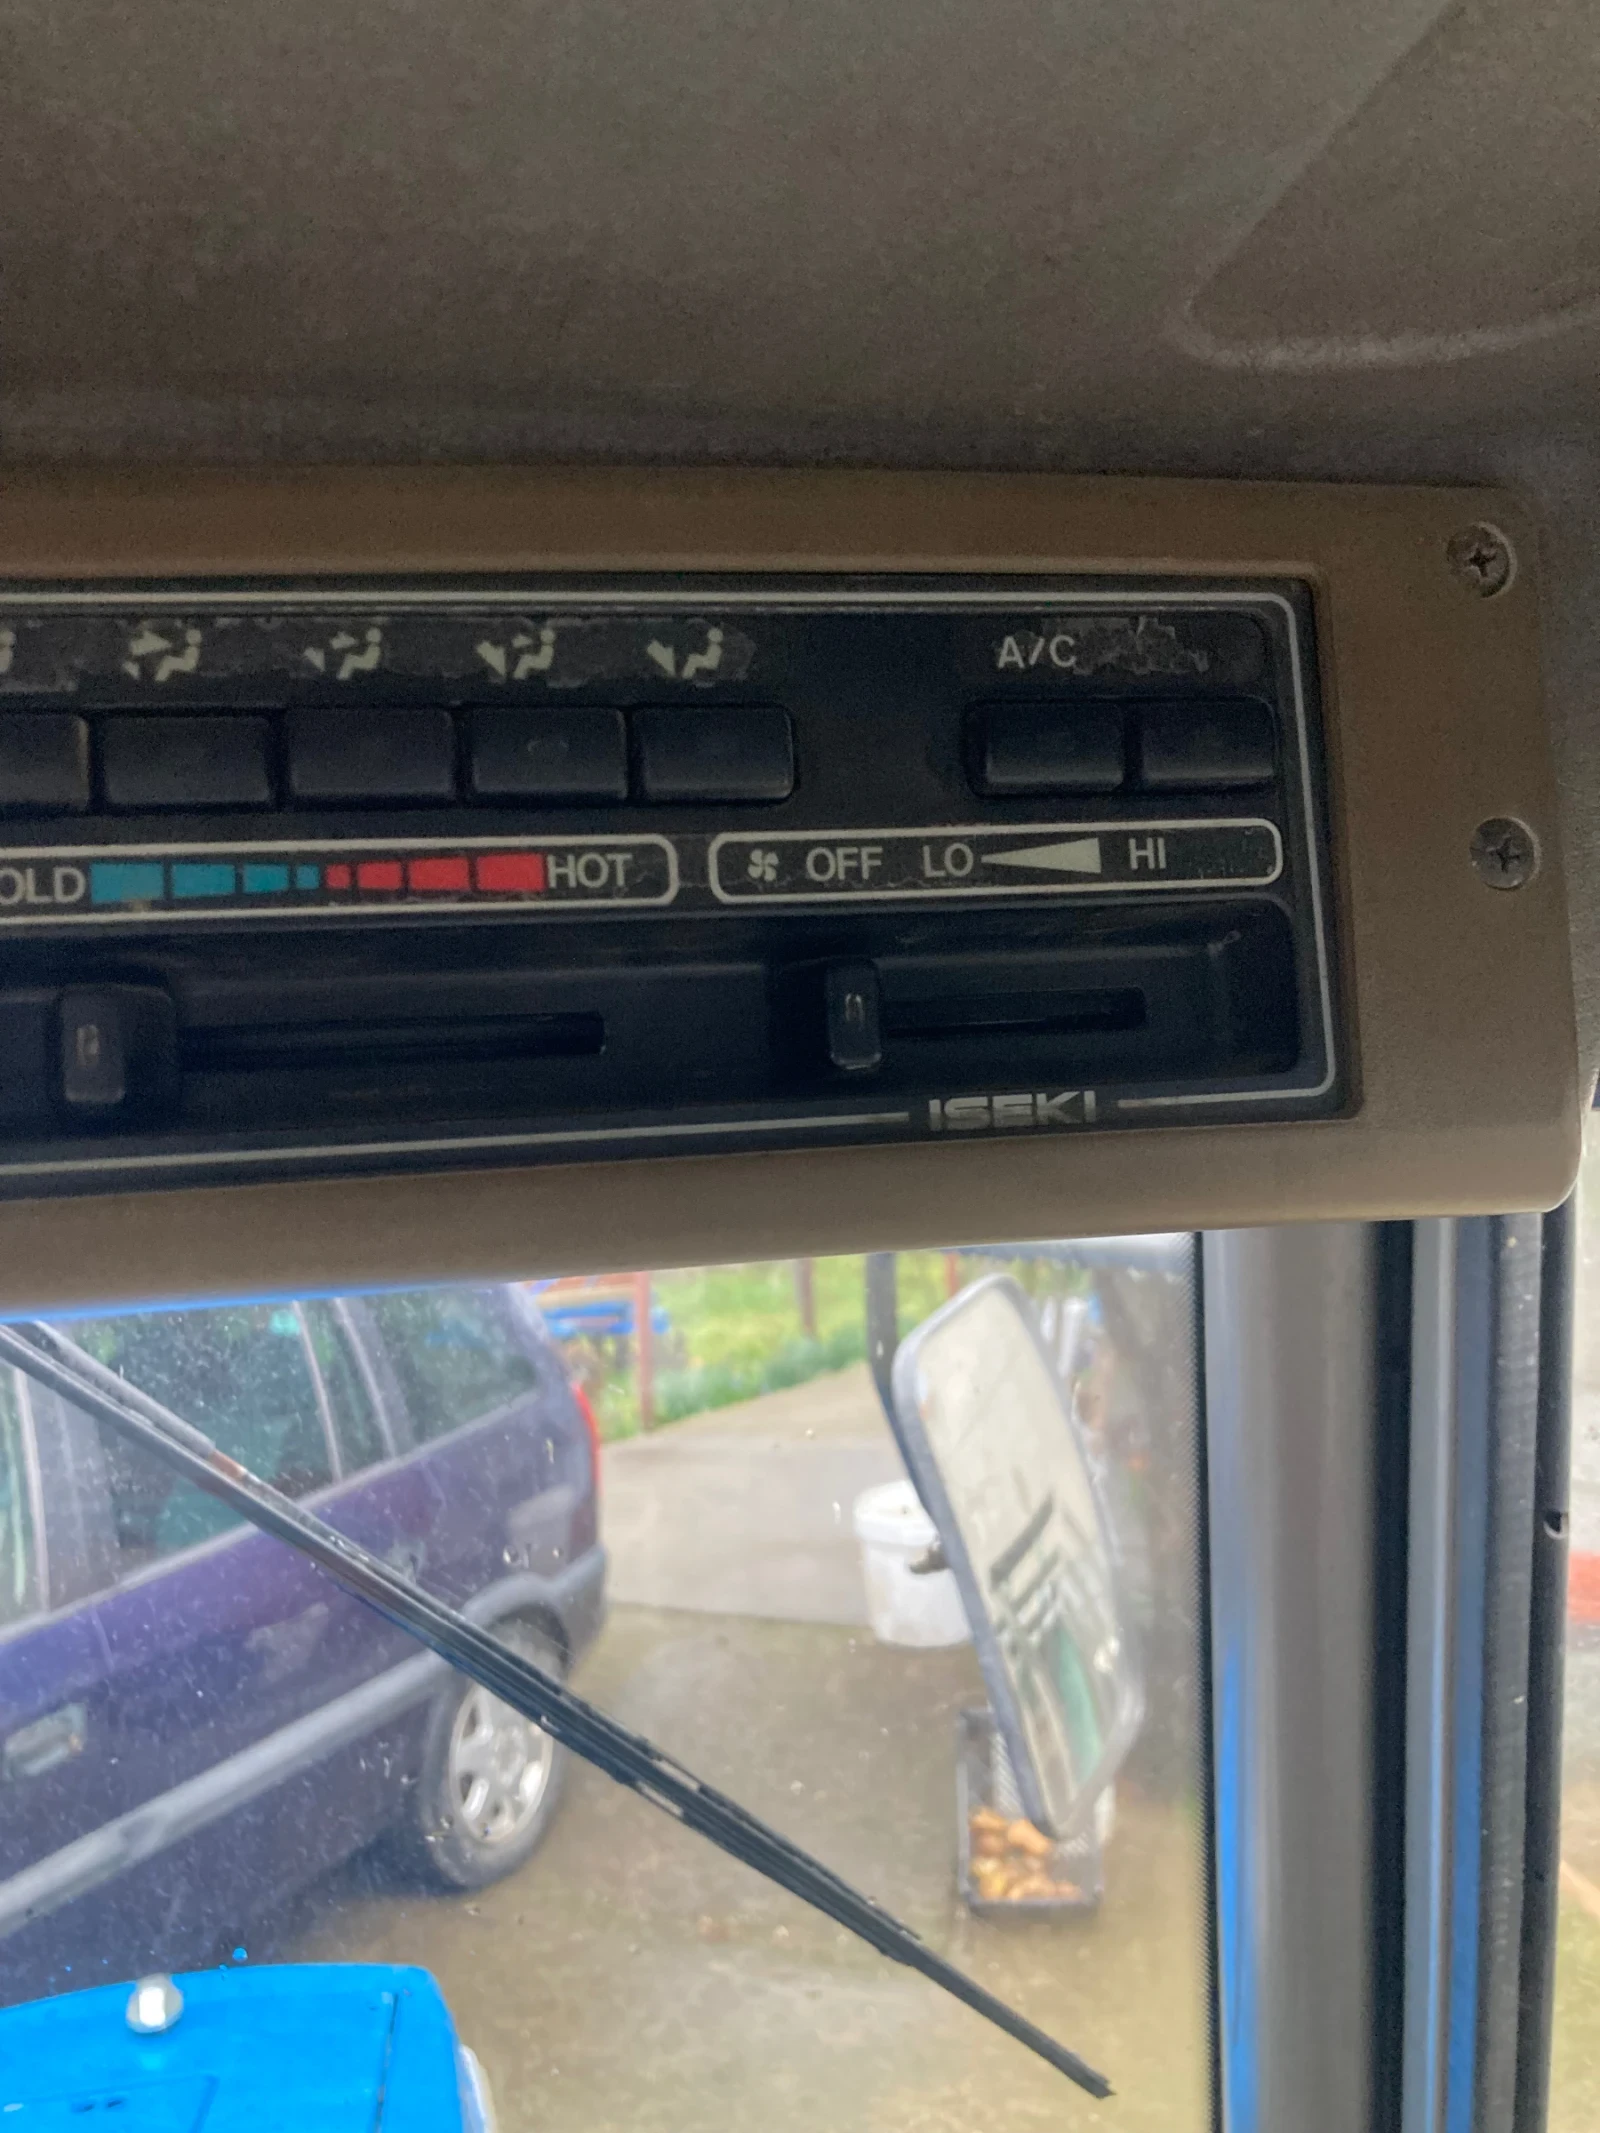 A/C
OLD HOT OFF LO HI
ISEKI